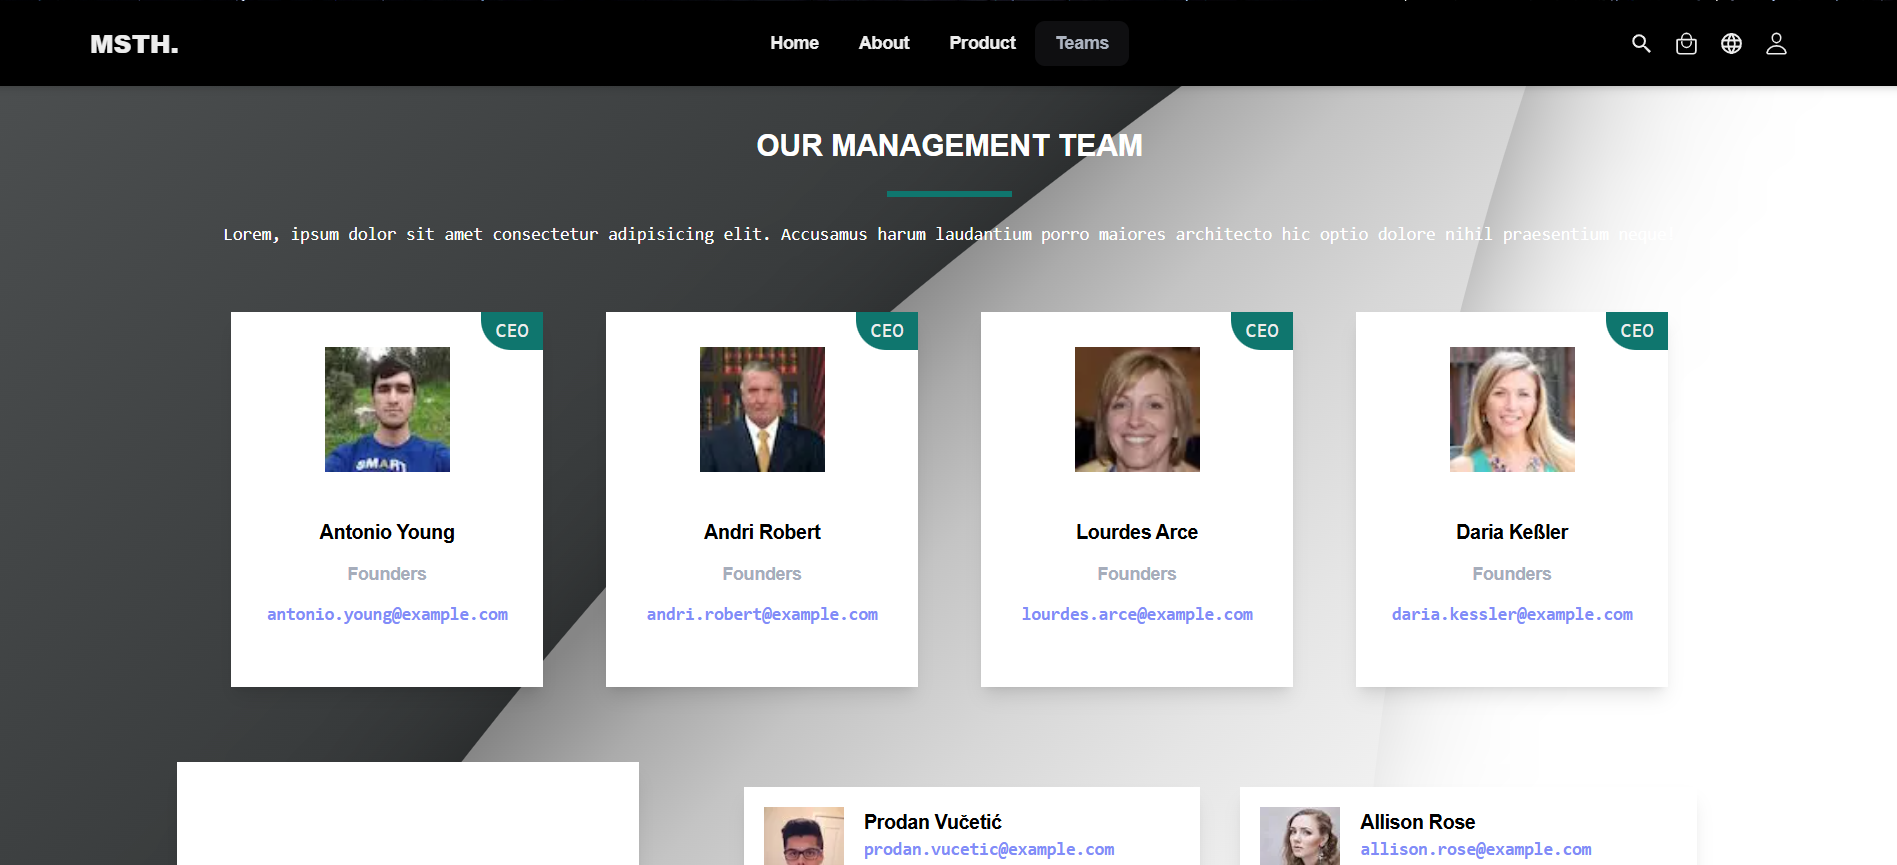 MSTH.
Home About Product Teams
OUR MANAGEMENT TEAM
Lorem, ipsum dolor sit amet consectetur adipisicing elit. Accusamus harum laudantium porro maiores architecto hic optio dolore nihil praesentium
CEO
SMART
Antonio Young
Founders
antonio.young@example.com
CEO
Andri Robert
Founders
andri.robert@example.com
CEO
Lourdes Arce
Founders
lourdes.arce@example.com
CEO
Daria Keßler
Founders
daria.kessler@example.com
Prodan Vučetić
prodan.vucetic@example.com
Allison Rose
allison.rose@example.com